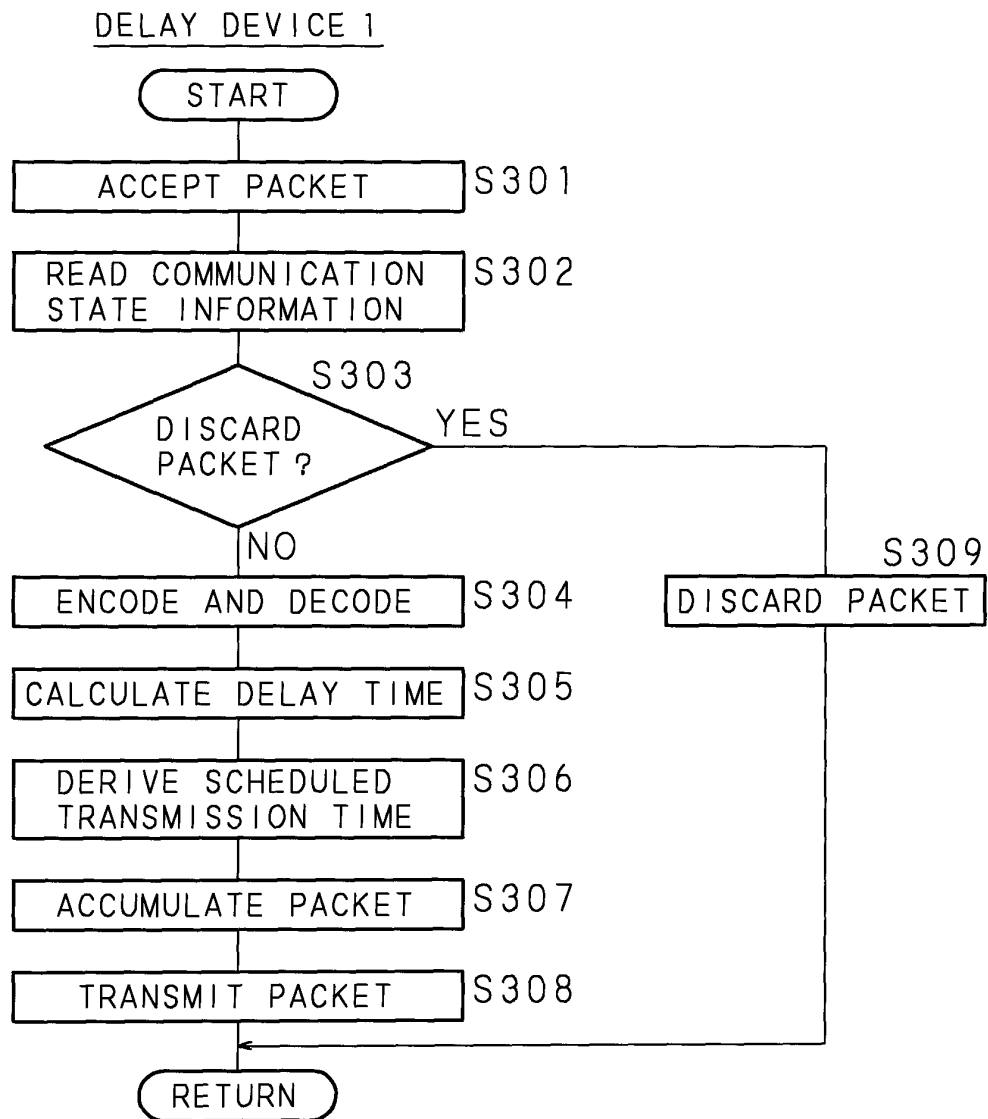 DELAY DEVICE 1
START
ACCEPT PACKET
S301
READ COMMUNICATION
STATE INFORMATION
S302
S303
DISCARD
PACKET?
YES
NO
S309
ENCODE AND DECODE
S304
DISCARD PACKET
CALCULATE DELAY TIME
S305
DERIVE SCHEDULED
TRANSMISSION TIME
S306
ACCUMULATE PACKET
S307
TRANSMIT PACKET
S308
RETURN